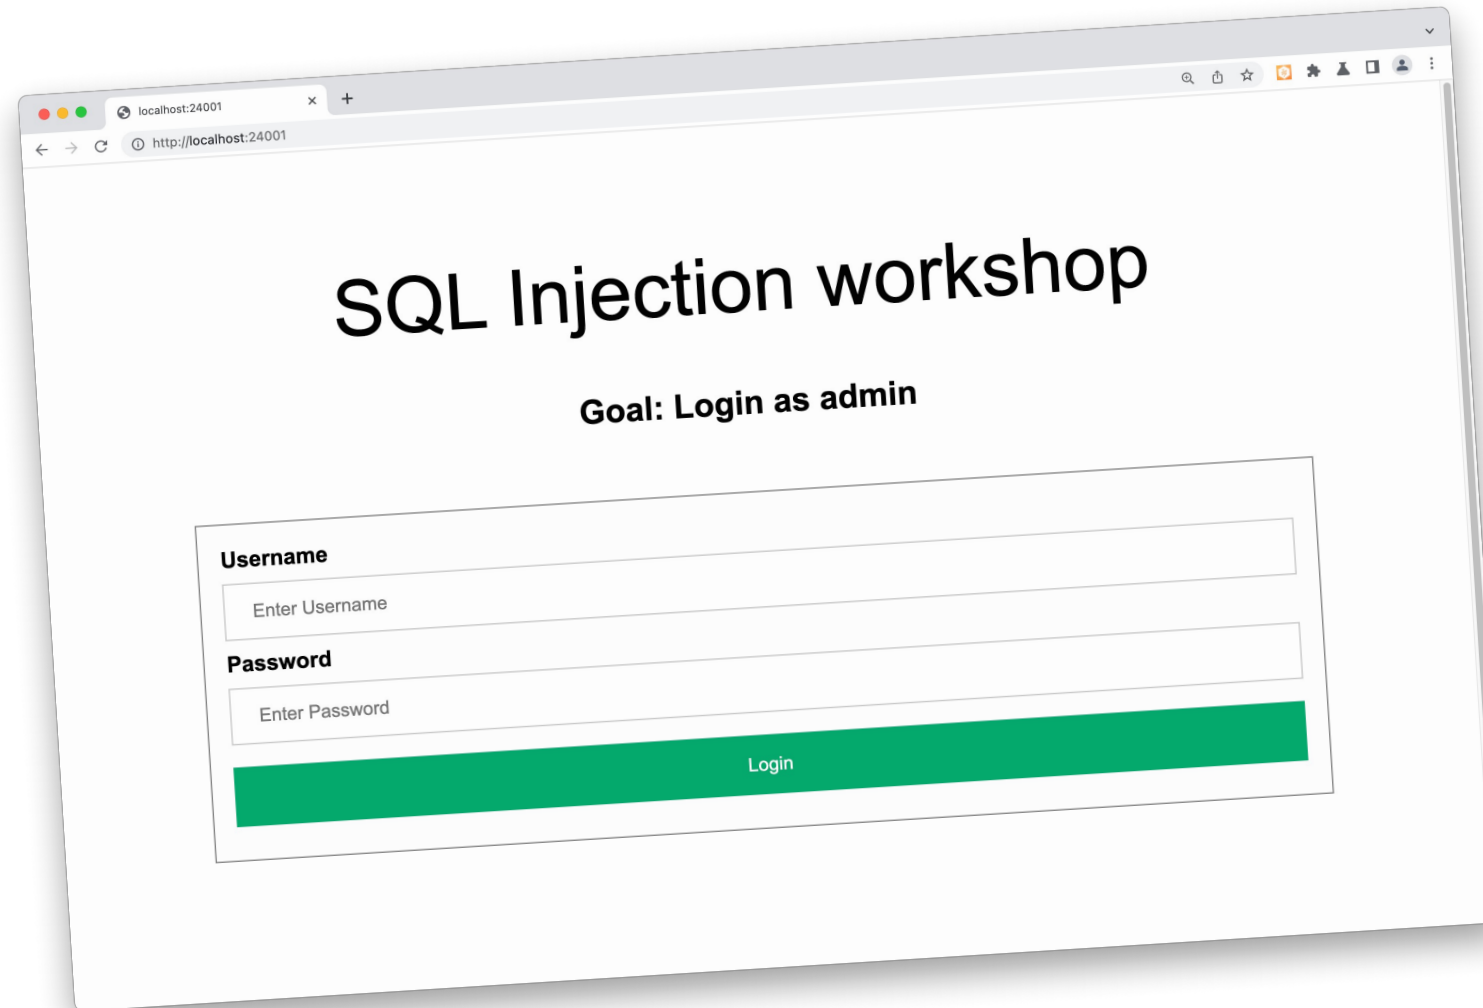 localhost:24001
http://localhost:24001
SQL Injection workshop
Goal: Login as admin
Username
Enter Username
Password
Enter Password
Login